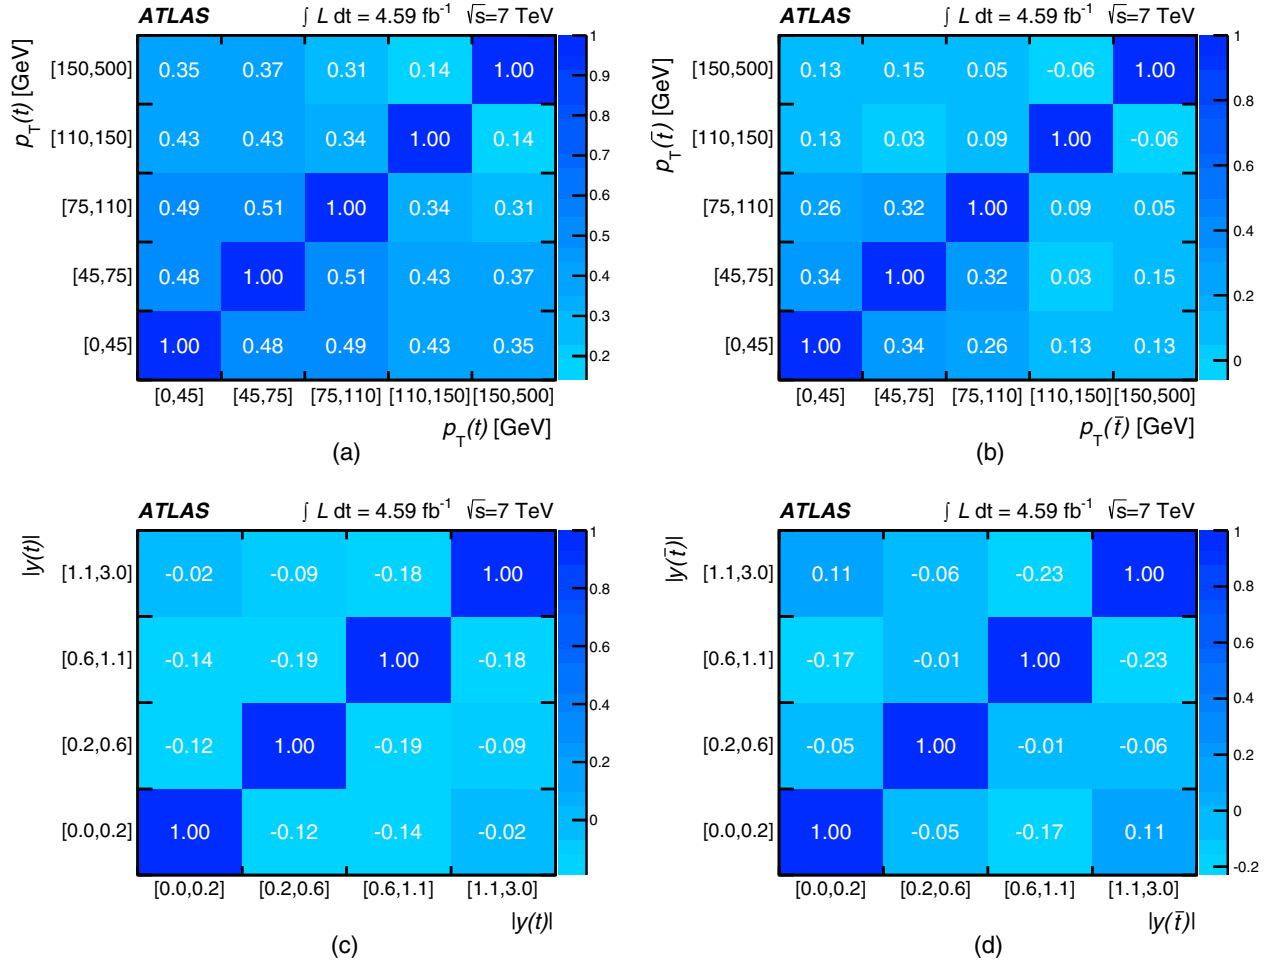 ATLAS ∫ L dt = 4.59 fb⁻¹ √s=7 TeV
p_T(t) [GeV]
[150,500] 0.35 0.37 0.31 0.14 1.00
[110,150] 0.43 0.43 0.34 1.00 0.14
[75,110] 0.49 0.51 1.00 0.34 0.31
[45,75] 0.48 1.00 0.51 0.43 0.37
[0,45] 1.00 0.48 0.49 0.43 0.35
[0,45] [45,75] [75,110] [110,150] [150,500]
p_T(t) [GeV]
1
0.9
0.8
0.7
0.6
0.5
0.4
0.3
0.2
(a)
ATLAS ∫ L dt = 4.59 fb⁻¹ √s=7 TeV
p_T(t̄) [GeV]
[150,500] 0.13 0.15 0.05 -0.06 1.00
[110,150] 0.13 0.03 0.09 1.00 -0.06
[75,110] 0.26 0.32 1.00 0.09 0.05
[45,75] 0.34 1.00 0.32 0.03 0.15
[0,45] 1.00 0.34 0.26 0.13 0.13
[0,45] [45,75] [75,110] [110,150] [150,500]
p_T(t̄) [GeV]
1
0.8
0.6
0.4
0.2
0
(b)
ATLAS ∫ L dt = 4.59 fb⁻¹ √s=7 TeV
|y(t)|
[1.1,3.0] -0.02 -0.09 -0.18 1.00
[0.6,1.1] -0.14 -0.19 1.00 -0.18
[0.2,0.6] -0.12 1.00 -0.19 -0.09
[0.0,0.2] 1.00 -0.12 -0.14 -0.02
[0.0,0.2] [0.2,0.6] [0.6,1.1] [1.1,3.0]
|y(t)|
1
0.8
0.6
0.4
0.2
0
(c)
ATLAS ∫ L dt = 4.59 fb⁻¹ √s=7 TeV
|y(t̄)|
[1.1,3.0] 0.11 -0.06 -0.23 1.00
[0.6,1.1] -0.17 -0.01 1.00 -0.23
[0.2,0.6] -0.05 1.00 -0.01 -0.06
[0.0,0.2] 1.00 -0.05 -0.17 0.11
[0.0,0.2] [0.2,0.6] [0.6,1.1] [1.1,3.0]
|y(t̄)|
1
0.8
0.6
0.4
0.2
0
-0.2
(d)